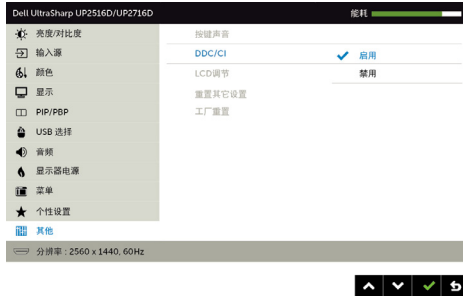 Dell UltraSharp UP2516D/UP2716D 能耗
亮度/对比度 按键声音
输入源 DDC/CI 启用
颜色 LCD调节 禁用
显示 重置其它设置
PIP/PBP 工厂重置
USB 选择
音频
显示器电源
菜单
个性设置
其他
分辨率 : 2560 x 1440, 60Hz